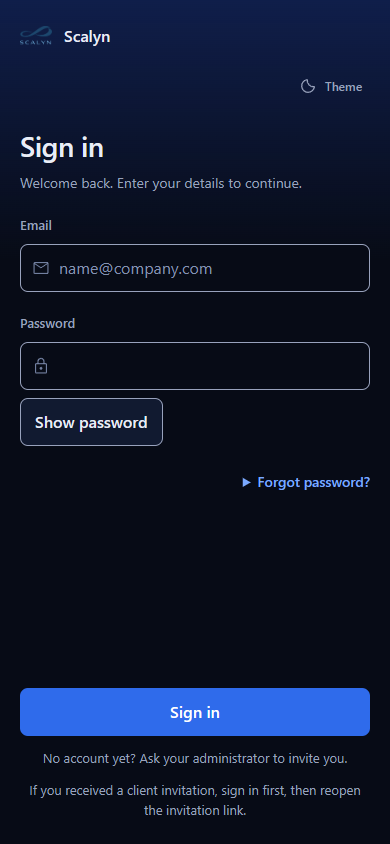 SCALYN
Scalyn
Theme
Sign in
Welcome back. Enter your details to continue.
Email
name@company.com
Password
Show password
Forgot password?
Sign in
No account yet? Ask your administrator to invite you.
If you received a client invitation, sign in first, then reopen
the invitation link.